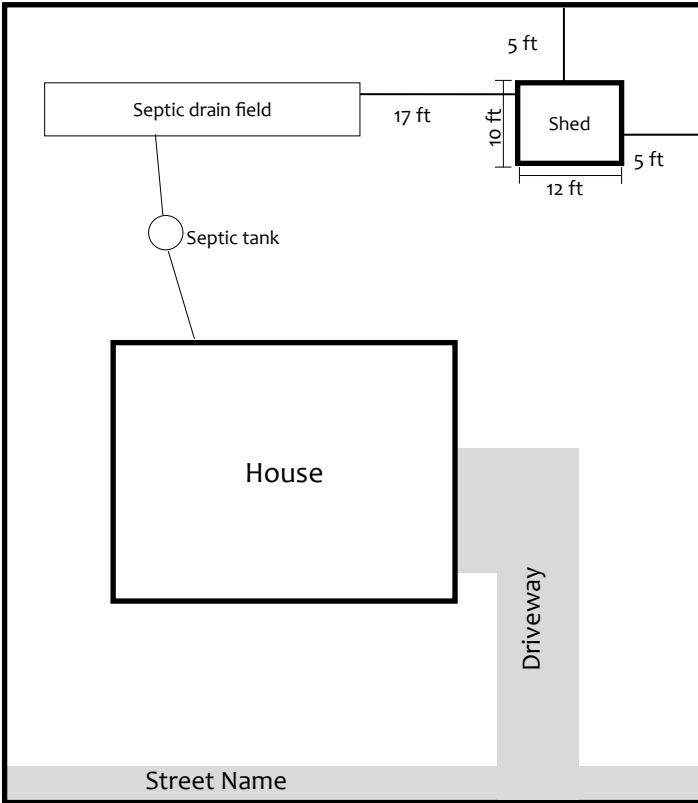 5 ft
Septic drain field
17 ft
10 ft
Shed
5 ft
12 ft
Septic tank
House
Driveway
Street Name